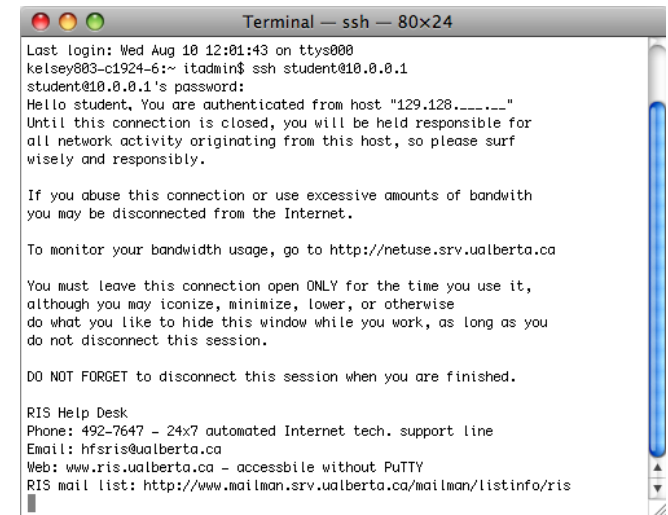 Terminal — ssh — 80×24
Last login: Wed Aug 10 12:01:43 on ttys000
kelsey803-c1924-6:~ itadmin$ ssh student@10.0.0.1
student@10.0.0.1's password:
Hello student, You are authenticated from host "129.128.___.__"
Until this connection is closed, you will be held responsible for
all network activity originating from this host, so please surf
wisely and responsibly.
If you abuse this connection or use excessive amounts of bandwith
you may be disconnected from the Internet.
To monitor your bandwidth usage, go to http://netuse.srv.ualberta.ca
You must leave this connection open ONLY for the time you use it,
although you may iconize, minimize, lower, or otherwise
do what you like to hide this window while you work, as long as you
do not disconnect this session.
DO NOT FORGET to disconnect this session when you are finished.
RIS Help Desk
Phone: 492-7647 - 24x7 automated Internet tech. support line
Email: hfsris@ualberta.ca
Web: www.ris.ualberta.ca - accessbile without PuTTY
RIS mail list: http://www.mailman.srv.ualberta.ca/mailman/listinfo/ris